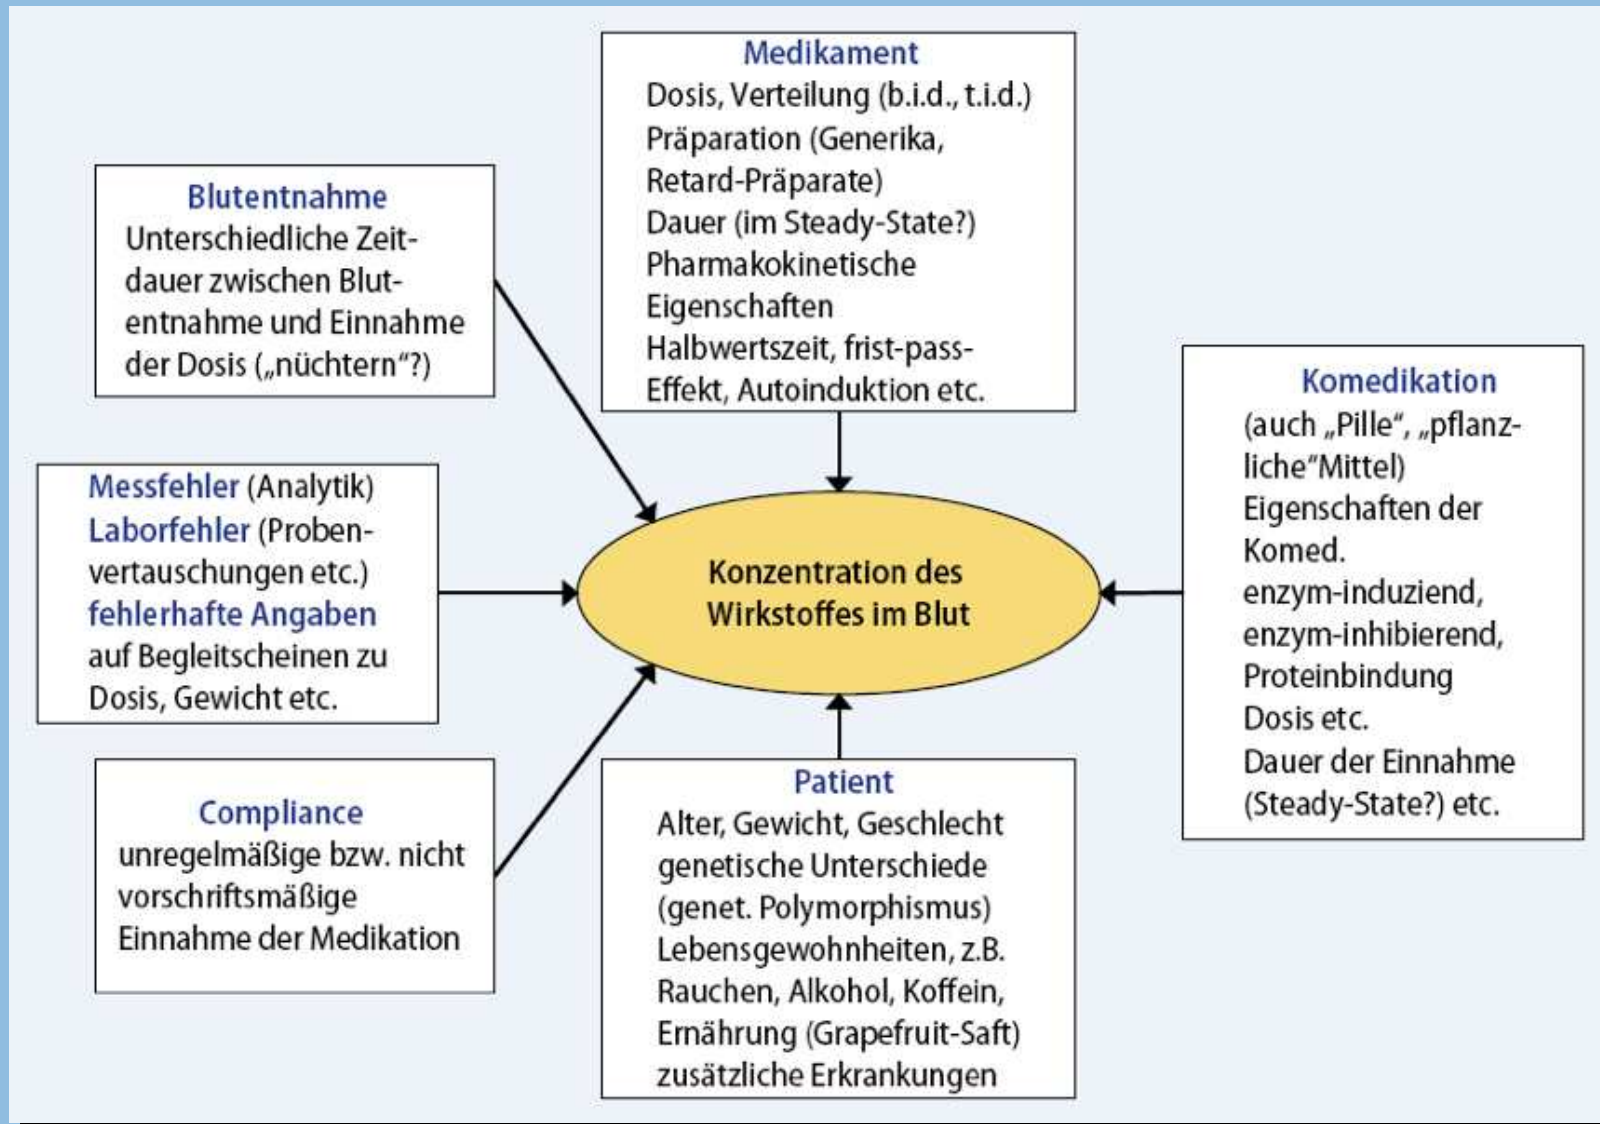 Medikament
Dosis, Verteilung (b.i.d., t.i.d.)
Präparation (Generika,
Retard-Präparate)
Dauer (im Steady-State?)
Pharmakokinetische
Eigenschaften
Halbwertszeit, frist-pass-
Effekt, Autoinduktion etc.
Blutentnahme
Unterschiedliche Zeit-
dauer zwischen Blut-
entnahme und Einnahme
der Dosis („nüchtern“?)
Messfehler (Analytik)
Laborfehler (Proben-
vertauschungen etc.)
fehlerhafte Angaben
auf Begleitscheinen zu
Dosis, Gewicht etc.
Compliance
unregelmäßige bzw. nicht
vorschriftsmäßige
Einnahme der Medikation
Konzentration des
Wirkstoffes im Blut
Patient
Alter, Gewicht, Geschlecht
genetische Unterschiede
(genet. Polymorphismus)
Lebensgewohnheiten, z.B.
Rauchen, Alkohol, Koffein,
Ernährung (Grapefruit-Saft)
zusätzliche Erkrankungen
Komedikation
(auch „Pille“, „pflanz-
liche“Mittel)
Eigenschaften der
Komed.
enzym-induziend,
enzym-inhibierend,
Proteinbindung
Dosis etc.
Dauer der Einnahme
(Steady-State?) etc.